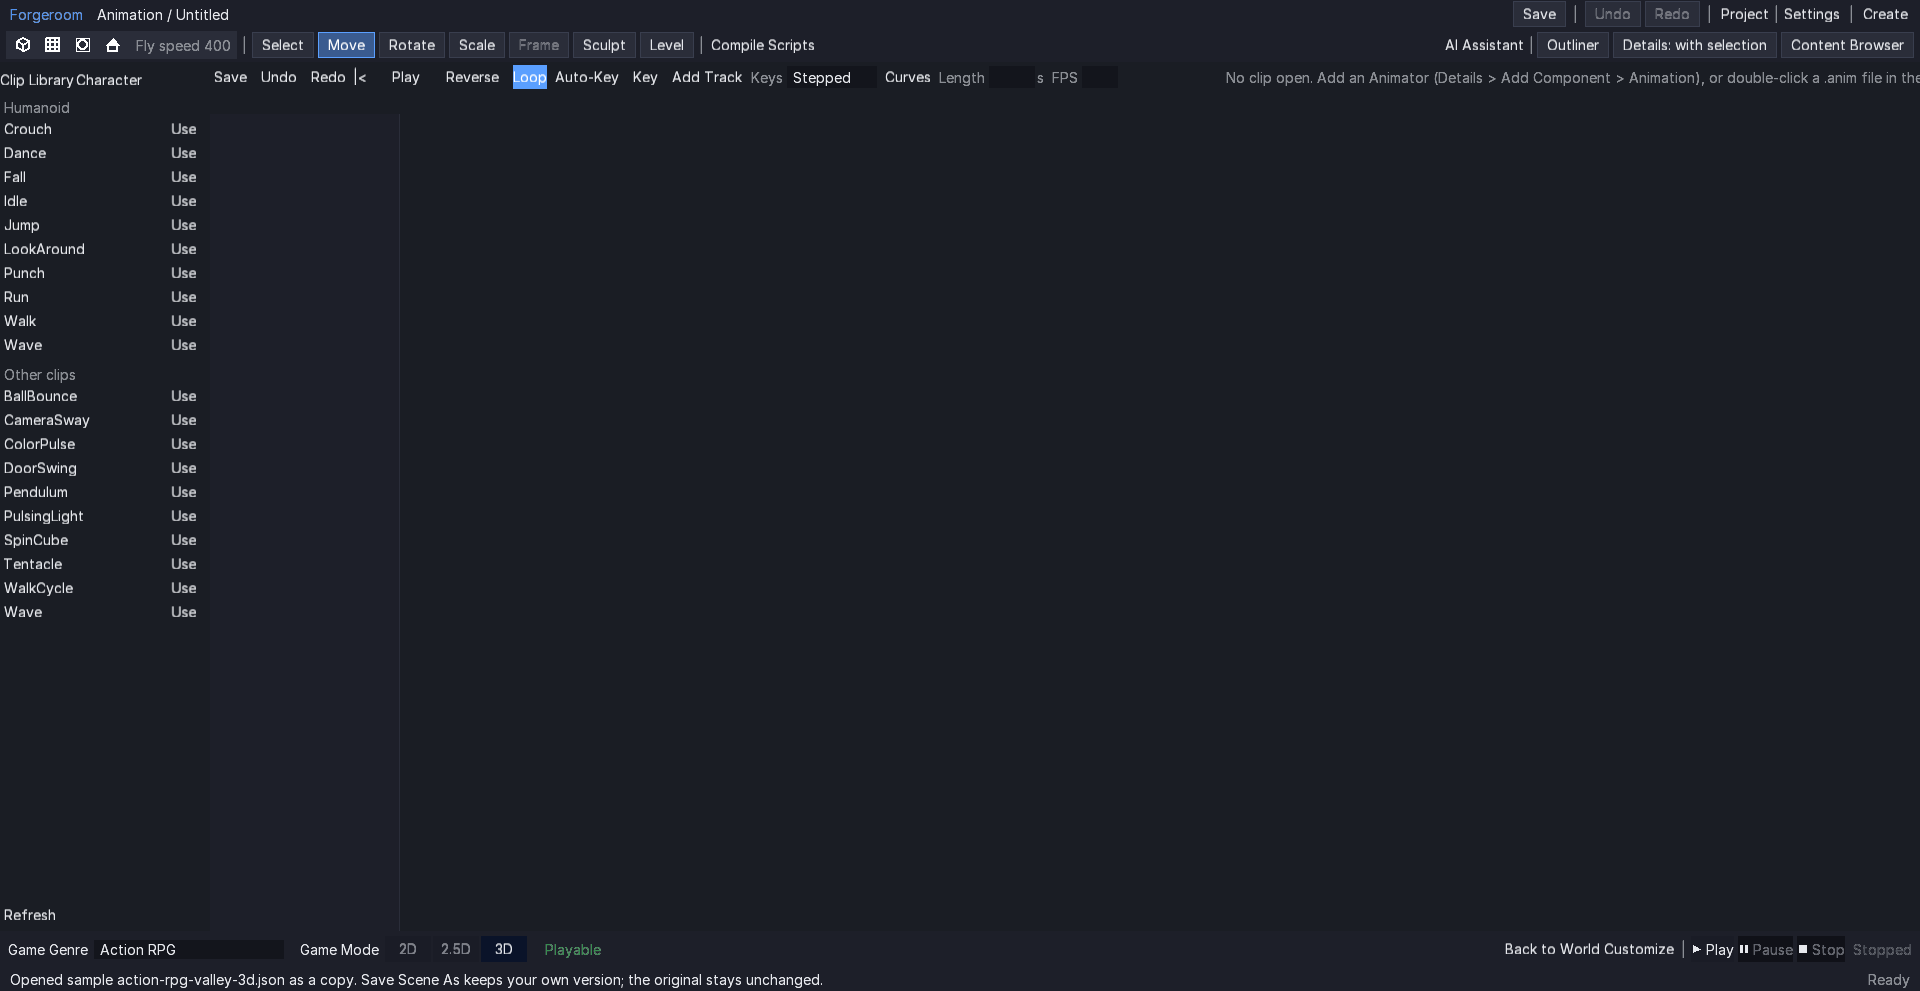 Forgeroom Animation / Untitled Save | Undo Redo | Project | Settings | Create
Fly speed 400 | Select Move Rotate Scale Frame Sculpt Level | Compile Scripts AI Assistant | Outliner Details: with selection Content Browser
Clip Library Character Save Undo Redo |< Play Reverse Loop Auto-Key Key Add Track Keys Stepped Curves Length s FPS No clip open. Add an Animator (Details > Add Component > Animation), or double-click a .anim file in the
Humanoid
Crouch Use
Dance Use
Fall Use
Idle Use
Jump Use
LookAround Use
Punch Use
Run Use
Walk Use
Wave Use
Other clips
BallBounce Use
CameraSway Use
ColorPulse Use
DoorSwing Use
Pendulum Use
PulsingLight Use
SpinCube Use
Tentacle Use
WalkCycle Use
Wave Use
Refresh
Game Genre Action RPG Game Mode 2D 2.5D 3D Playable Back to World Customize | Play Pause Stop Stopped
Opened sample action-rpg-valley-3d.json as a copy. Save Scene As keeps your own version; the original stays unchanged. Ready